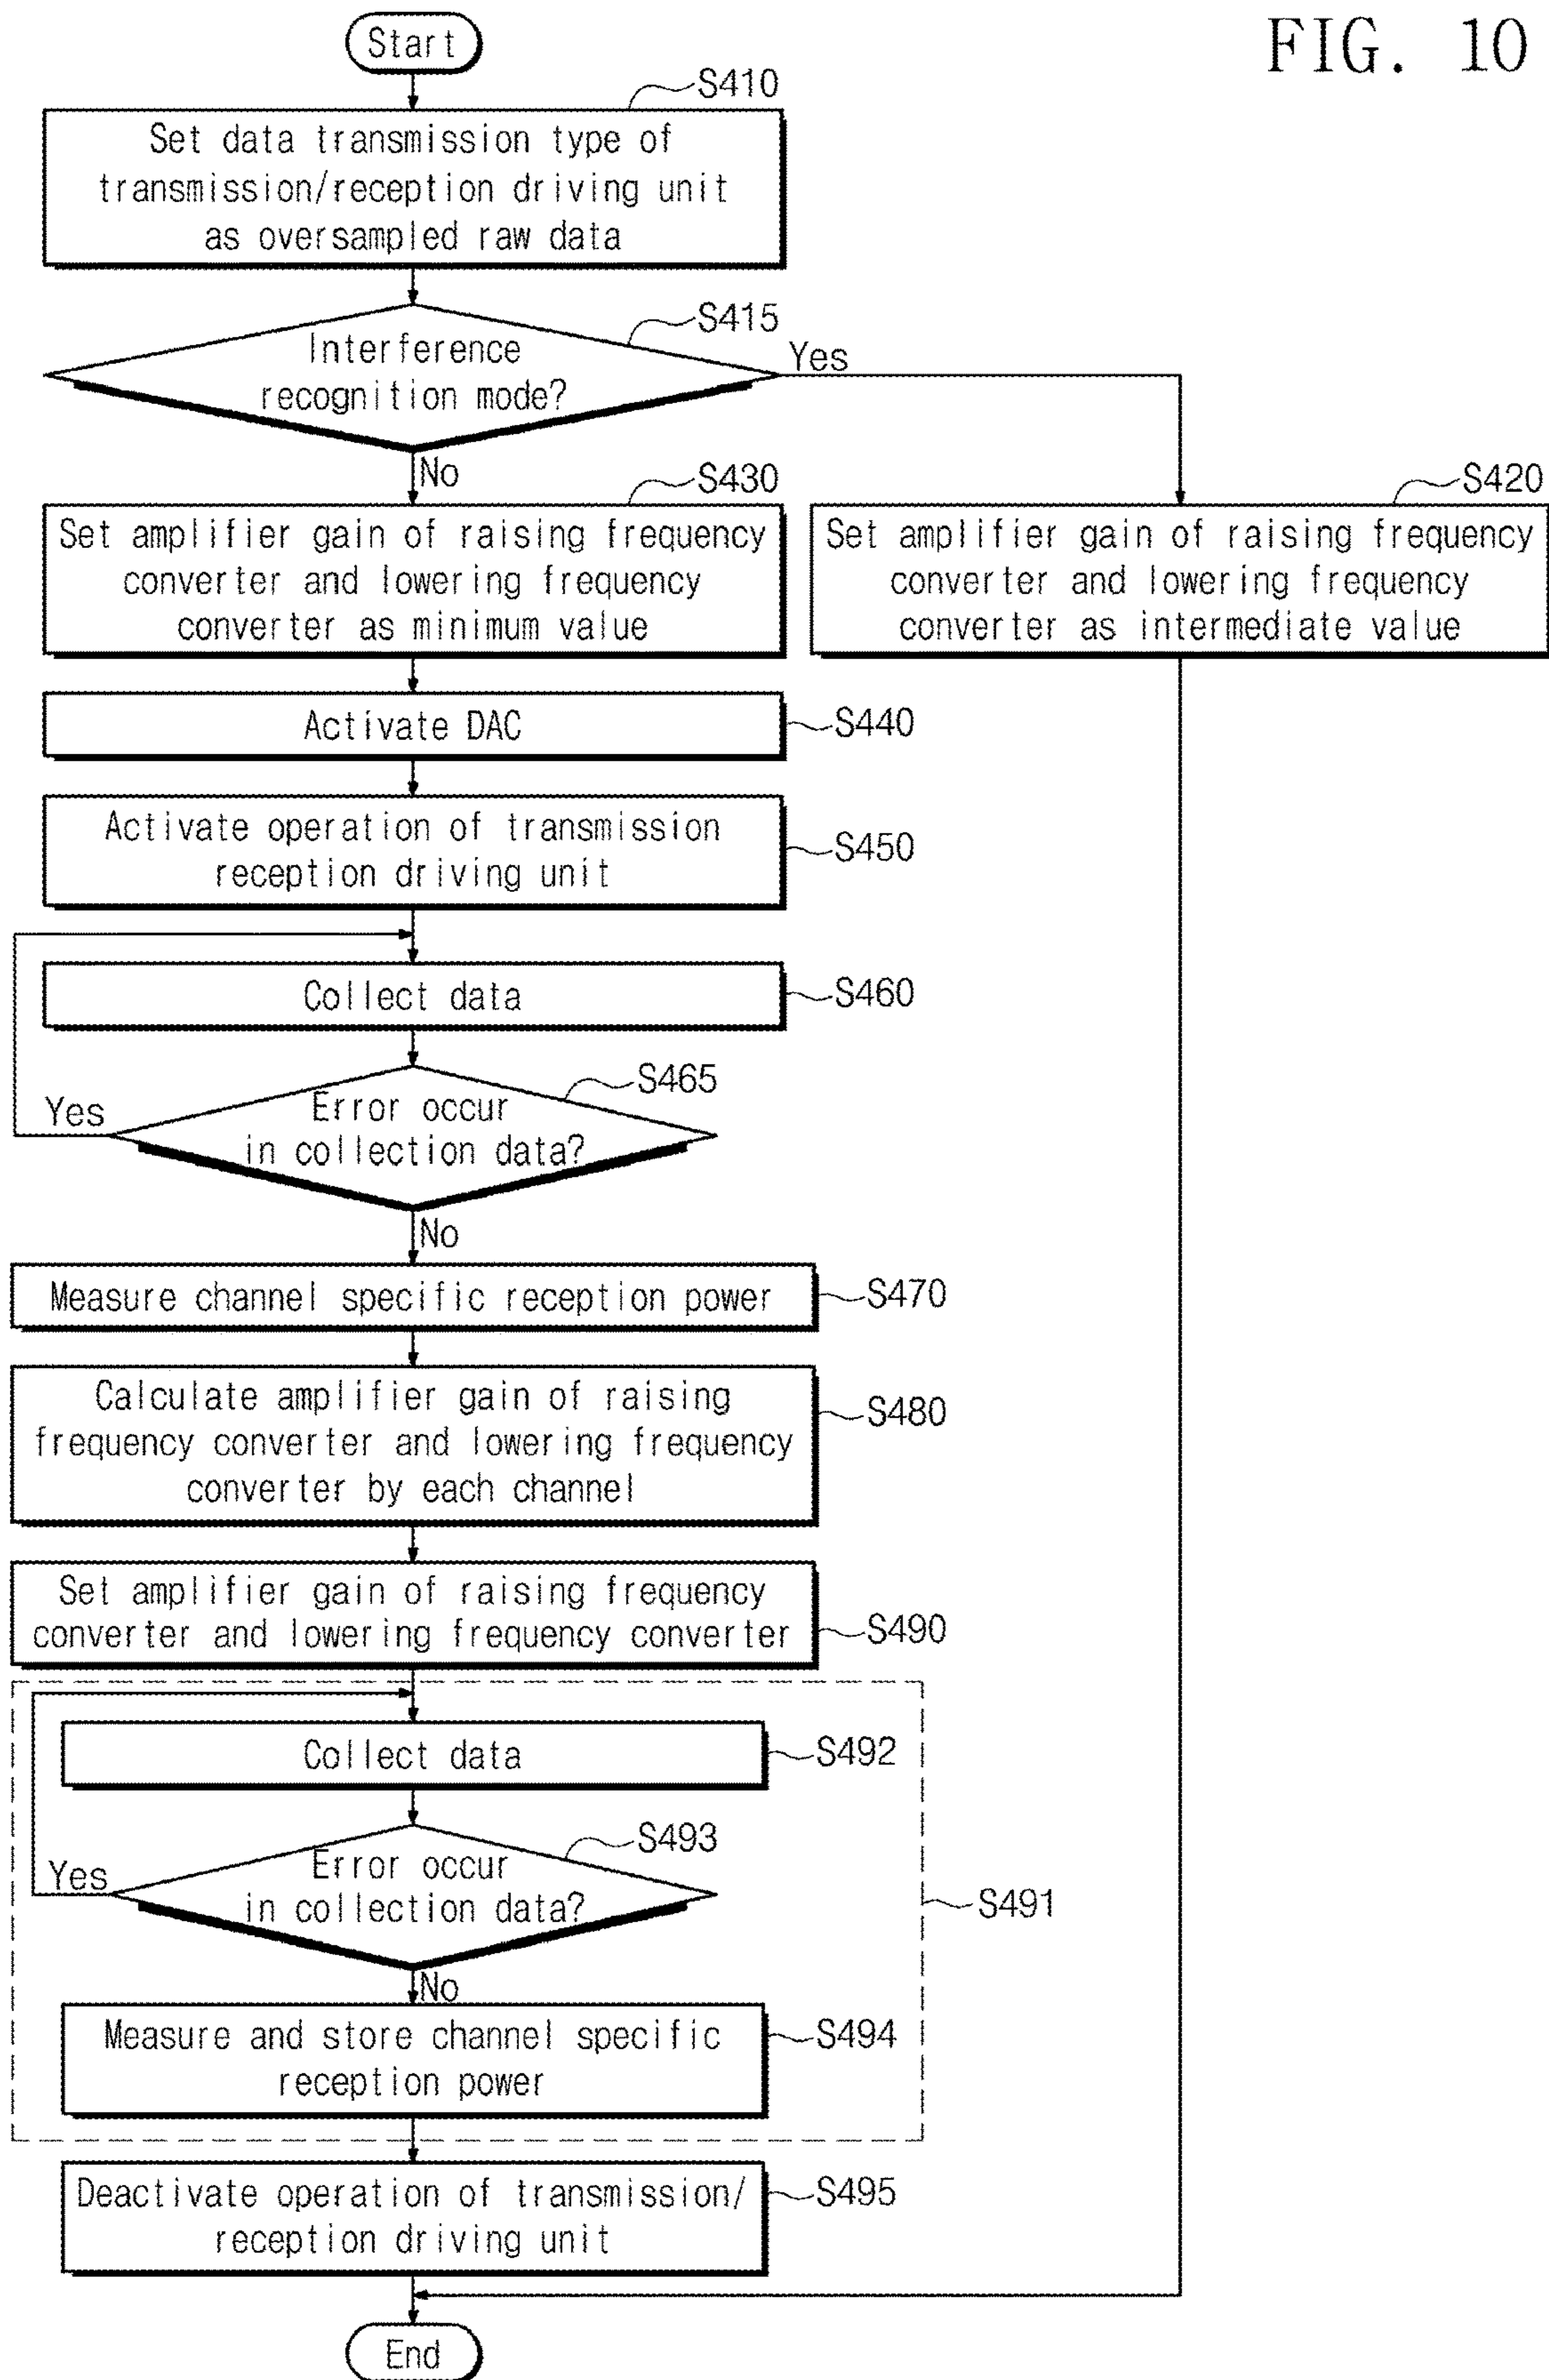 FIG. 10
Start
S410
Set data transmission type of
transmission/reception driving unit
as oversampled raw data
S415
Interference
recognition mode?
Yes
No
S430
Set amplifier gain of raising frequency
converter and lowering frequency
converter as minimum value
S420
Set amplifier gain of raising frequency
converter and lowering frequency
converter as intermediate value
Activate DAC
S440
Activate operation of transmission
reception driving unit
S450
Collect data
S460
S465
Error occur
in collection data?
Yes
No
Measure channel specific reception power
S470
Calculate amplifier gain of raising
frequency converter and lowering frequency
converter by each channel
S480
Set amplifier gain of raising frequency
converter and lowering frequency converter
S490
Collect data
S492
S493
Error occur
in collection data?
Yes
S491
No
Measure and store channel specific
reception power
S494
Deactivate operation of transmission/
reception driving unit
S495
End